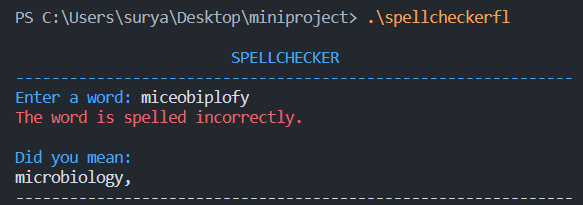 PS C:\Users\surya\Desktop\miniproject> .\spellcheckerfl
SPELLCHECKER
----------------------------------------------------------------
Enter a word: miceobiplofy
The word is spelled incorrectly.
Did you mean:
microbiology,
----------------------------------------------------------------